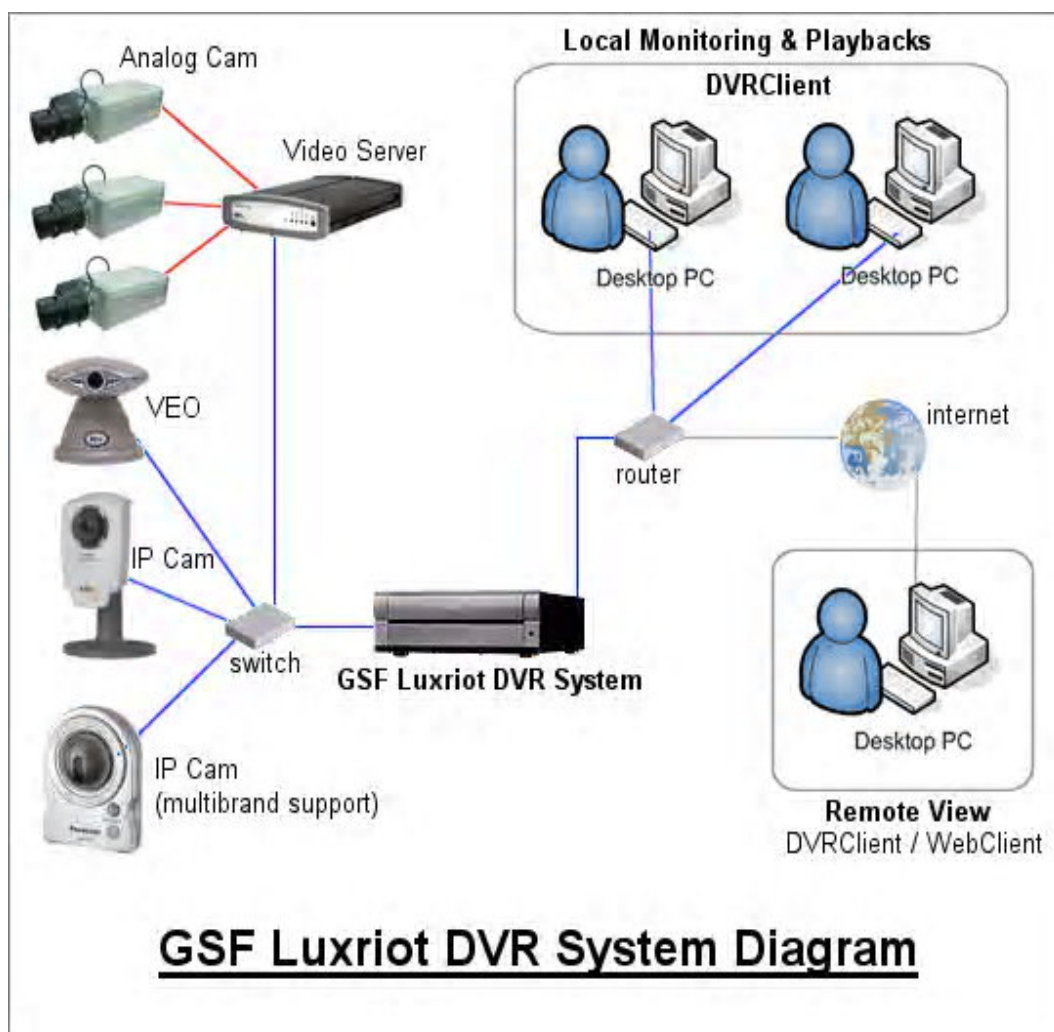 Analog Cam
Video Server
VEO
IP Cam
IP Cam
(multibrand support)
switch
GSF Luxriot DVR System
Local Monitoring & Playbacks
DVRClient
Desktop PC
Desktop PC
router
internet
Desktop PC
Remote View
DVRClient / WebClient
GSF Luxriot DVR System Diagram